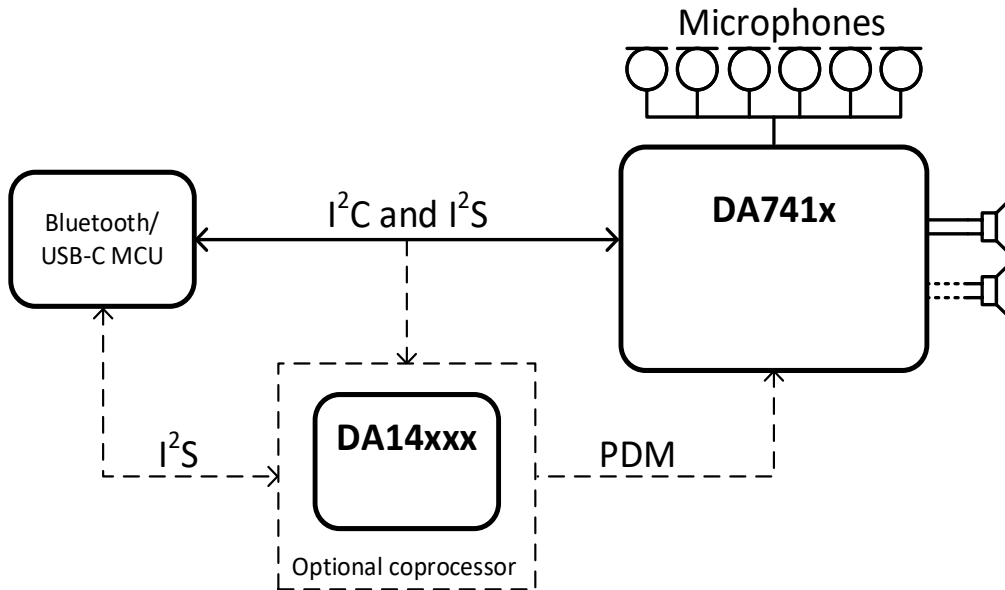 Microphones
DA741x
Bluetooth/
USB-C MCU
I²C and I²S
DA14xxx
I²S
PDM
Optional coprocessor